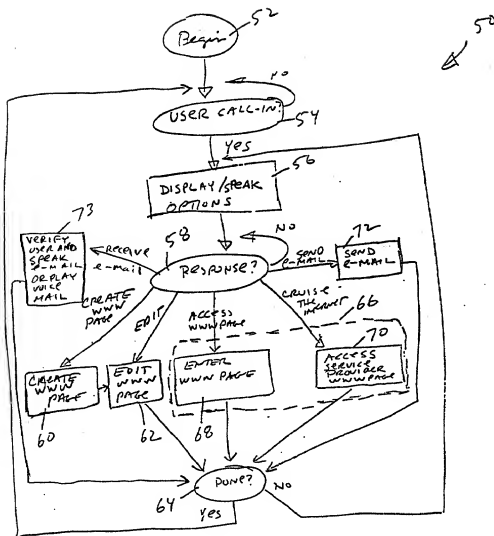 52
50
Begin
NO
USER CALL-IN?
54
Yes
56
DISPLAY/SPEAK
OPTIONS
73
VERIFY
USER AND
SPEAK
e-MAIL
OR PLAY
VOICE
MAIL
RECEIVE
e-mail
58
NO
RESPONSE?
SEND
e-MAIL
72
SEND
e-MAIL
CREATE
WWW
PAGE
EDIT
ACCESS
WWW PAGE
CRUISE
THE
INTERNET
66
CREATE
WWW
PAGE
60
EDIT
WWW
PAGE
62
ENTER
WWW PAGE
68
70
ACCESS
SERVICE
PROVIDER
WWW PAGE
DONE?
64
NO
Yes